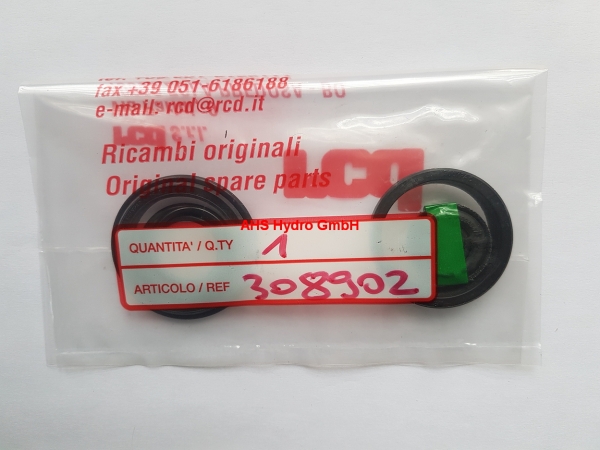 fax +39 051-6186188
e-mail: rcd@rcd.it
Ricambi originali
Original spare parts
AHS Hydro GmbH
QUANTITA' / Q.TY 1
ARTICOLO / REF 308902